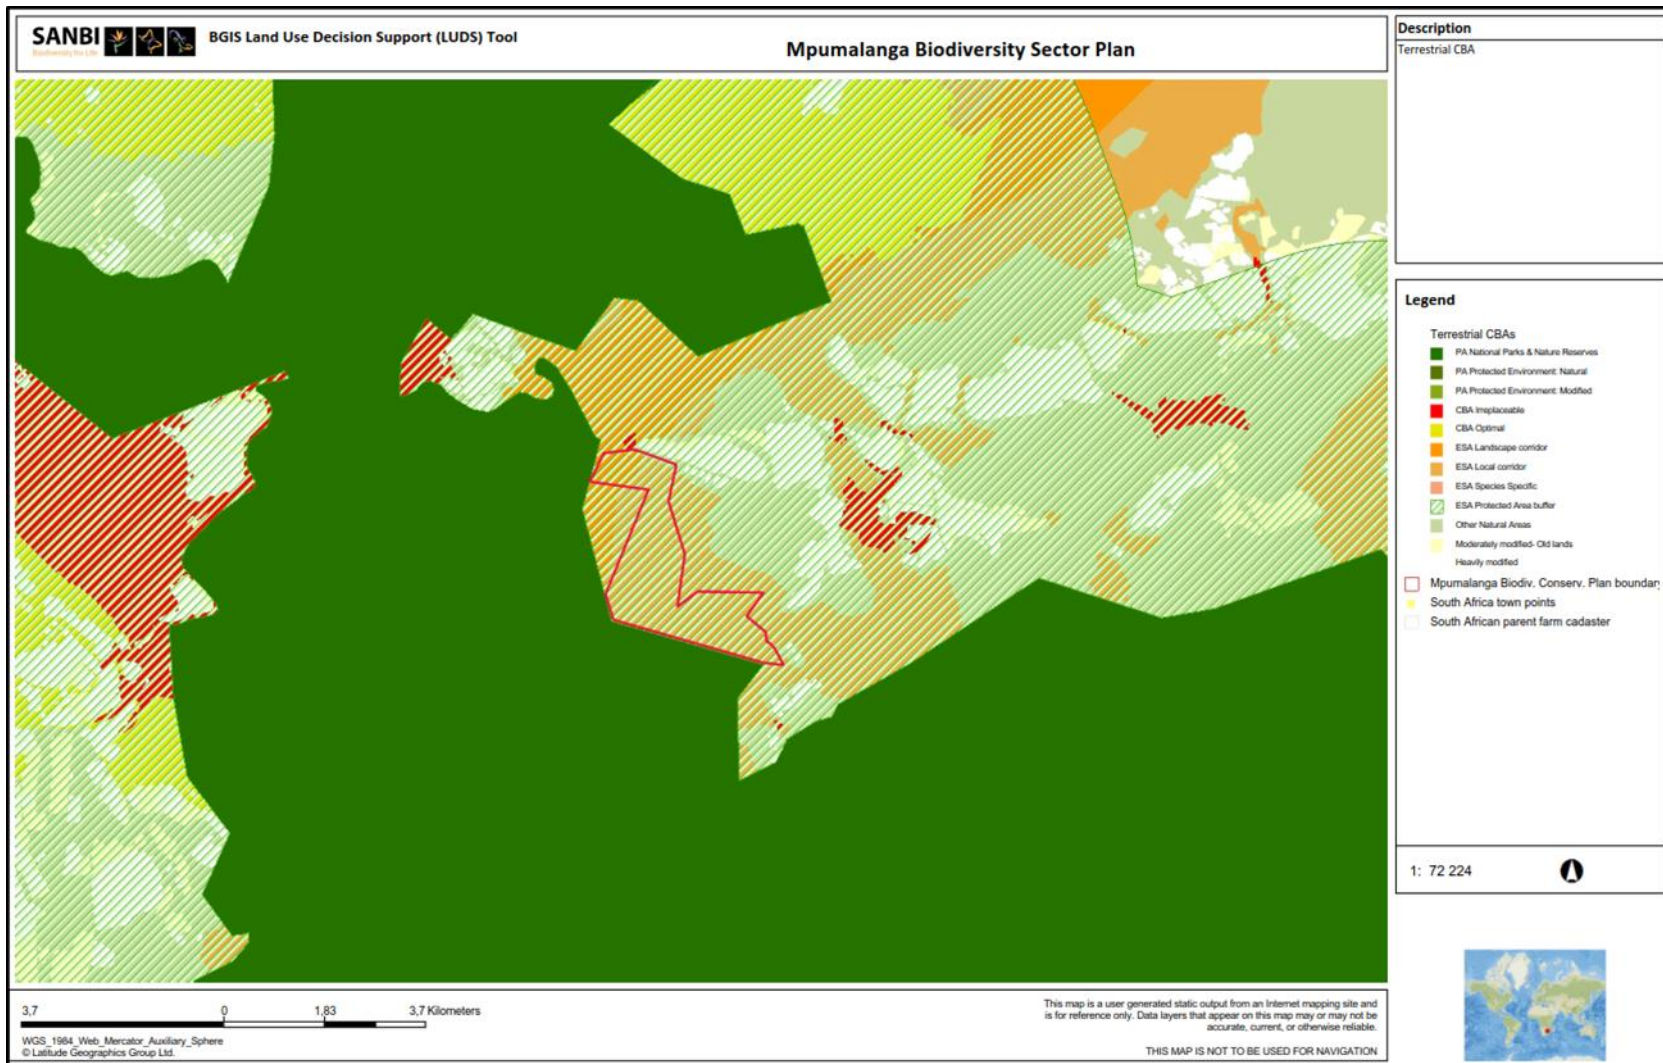 SANBI
Biodiversity for Life
BGIS Land Use Decision Support (LUDS) Tool
Mpumalanga Biodiversity Sector Plan
Description
Terrestrial CBA
Legend
Terrestrial CBAs
PA National Parks & Nature Reserves
PA Protected Environment: Natural
PA Protected Environment: Modified
CBA Irreplaceable
CBA Optimal
ESA Landscape corridor
ESA Local corridor
ESA Species Specific
ESA Protected Area buffer
Other Natural Areas
Moderately modified- Old lands
Heavily modified
Mpumalanga Biodiv. Conserv. Plan boundary
South Africa town points
South African parent farm cadaster
1: 72 224
3,7 0 1,83 3,7 Kilometers
WGS_1984_Web_Mercator_Auxiliary_Sphere
© Latitude Geographics Group Ltd.
This map is a user generated static output from an Internet mapping site and
is for reference only. Data layers that appear on this map may or may not be
accurate, current, or otherwise reliable.
THIS MAP IS NOT TO BE USED FOR NAVIGATION